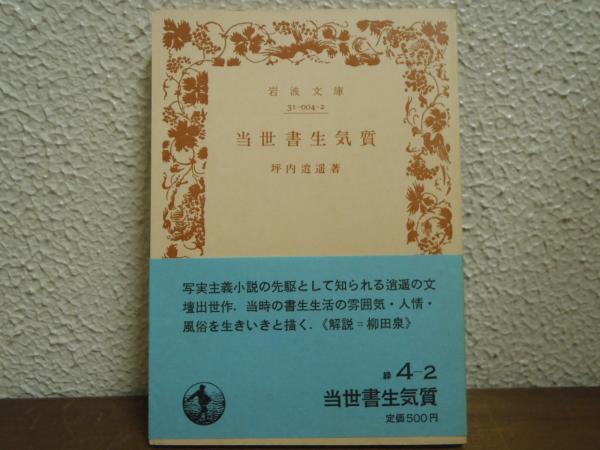 岩波文庫
31-004-2
当世書生気質
坪内逍遥著
写実主義小説の先駆として知られる逍遥の文
壇出世作．当時の書生生活の雰囲気・人情・
風俗を生きいきと描く．《解説＝柳田泉》
緑 4-2
当世書生気質
定価500円